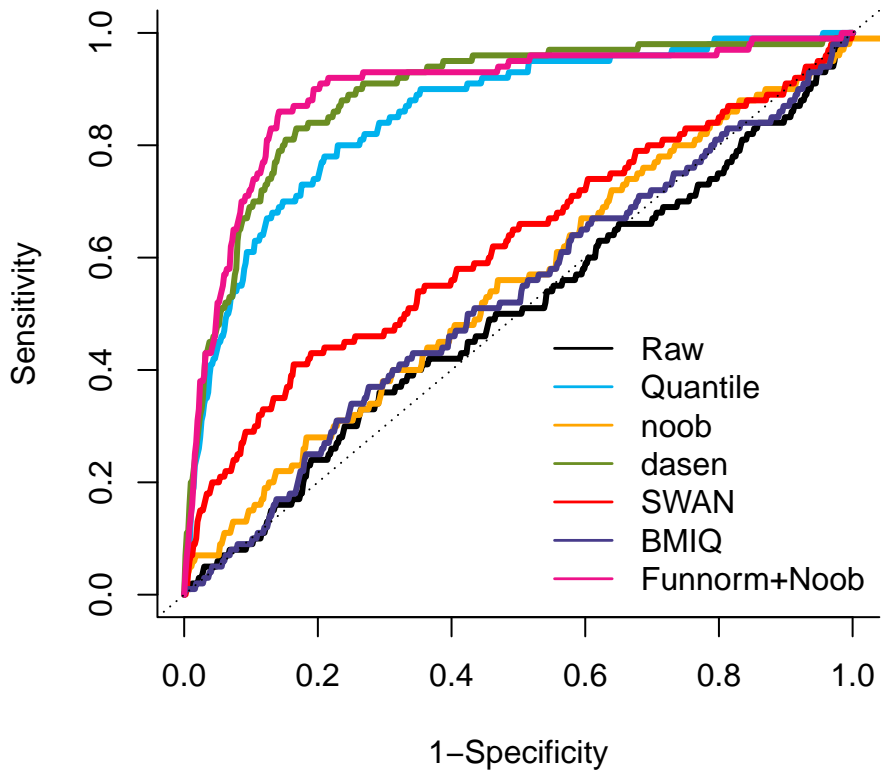 1.0
0.8
0.6
0.4
0.2
0.0
Sensitivity
Raw
Quantile
noob
dasen
SWAN
BMIQ
Funnorm+Noob
0.0 0.2 0.4 0.6 0.8 1.0
1−Specificity